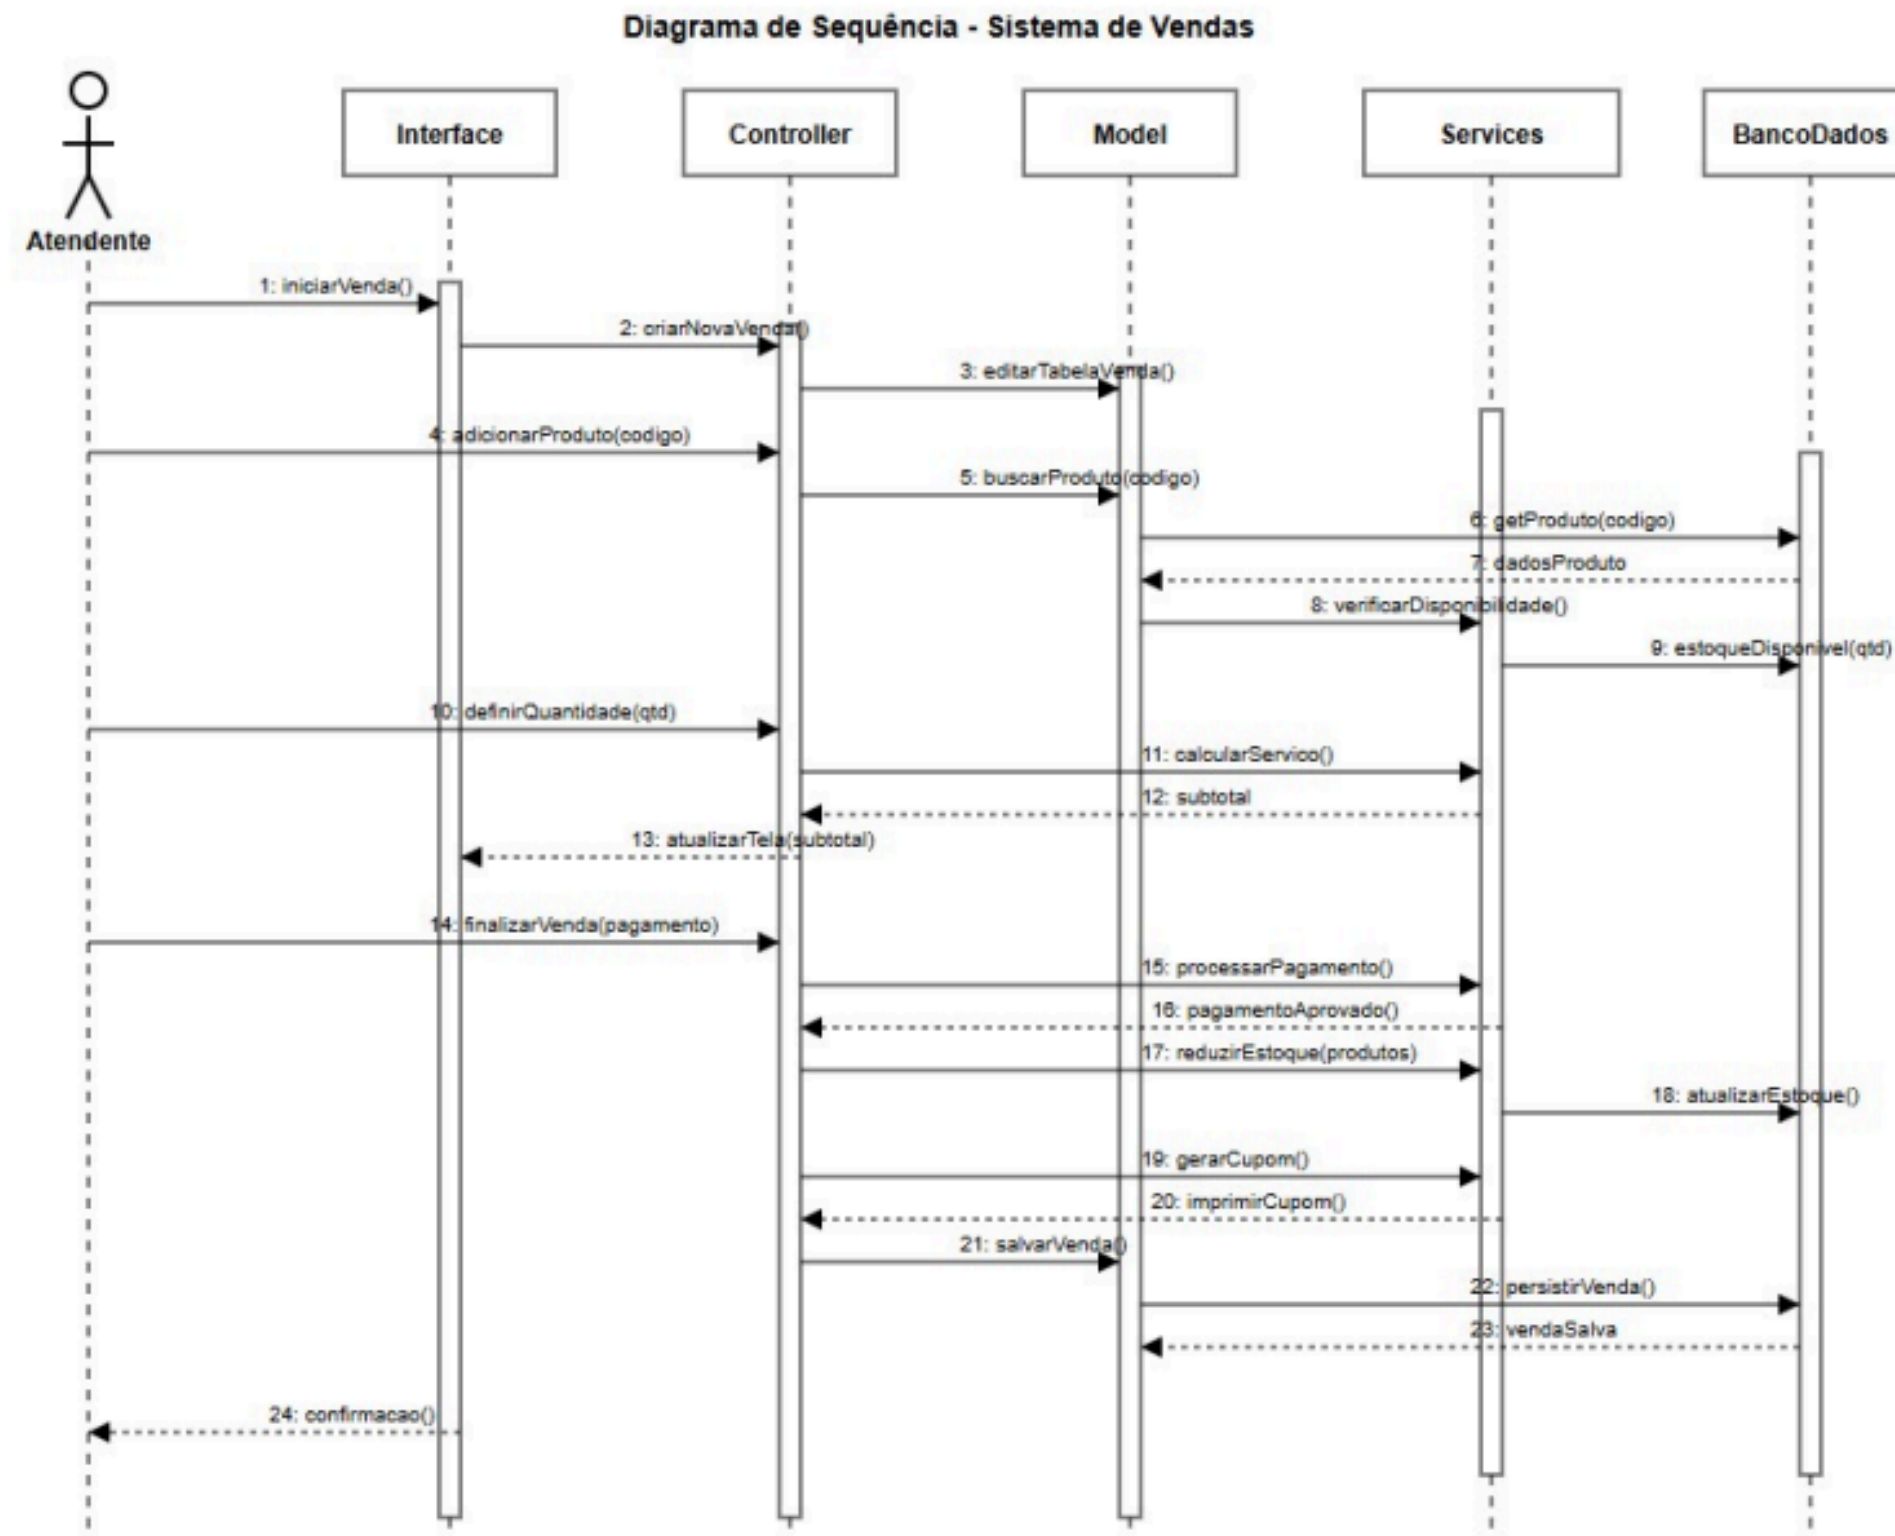 Diagrama de Sequência - Sistema de Vendas
Interface
Controller
Model
Services
BancoDados
Atendente
1: iniciarVenda()
2: criarNovaVenda()
3: editarTabelaVenda()
4: adicionarProduto(codigo)
5: buscarProduto(codigo)
6: getProduto(codigo)
7: dadosProduto
8: verificarDisponibilidade()
9: estoqueDisponivel(qtd)
10: definirQuantidade(qtd)
11: calcularServico()
12: subtotal
13: atualizarTela(subtotal)
14: finalizarVenda(pagamento)
15: processarPagamento()
16: pagamentoAprovado()
17: reduzirEstoque(produtos)
18: atualizarEstoque()
19: gerarCupom()
20: imprimirCupom()
21: salvarVenda()
22: persistirVenda()
23: vendaSalva
24: confirmacao()